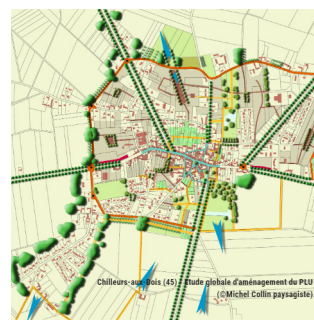 Chilleurs-aux-Bois (45) - Etude globale d'aménagement du PLU
(©Michel Collin paysagiste)